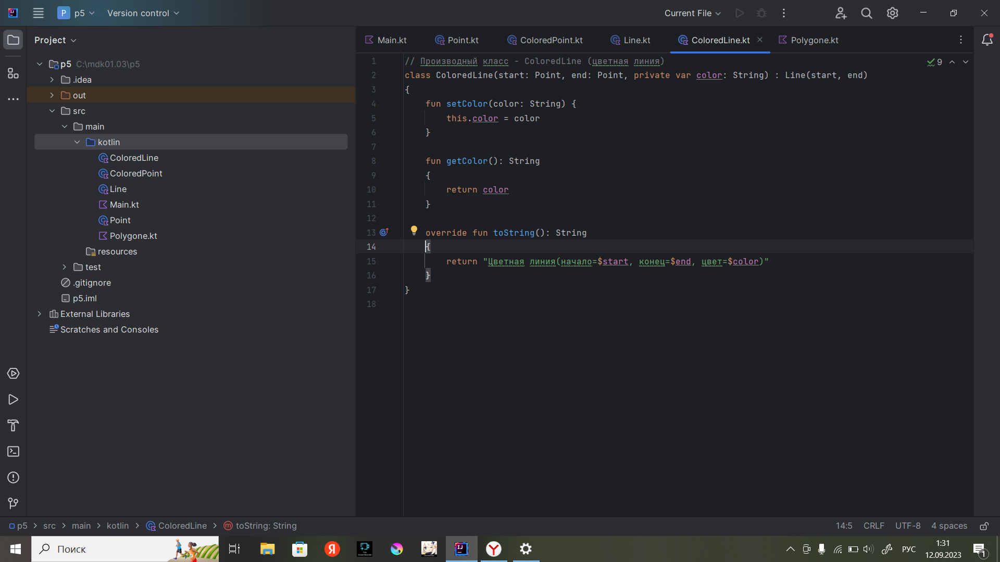 P p5 Version control Current File
Project
p5 C:\mdk01.03\p5
.idea
out
src
main
kotlin
ColoredLine
ColoredPoint
Line
Main.kt
Point
Polygone.kt
resources
test
.gitignore
p5.iml
External Libraries
Scratches and Consoles
Main.kt Point.kt ColoredPoint.kt Line.kt ColoredLine.kt Polygone.kt
9
1 // Производный класс - ColoredLine (цветная линия)
2 class ColoredLine(start: Point, end: Point, private var color: String) : Line(start, end)
3 {
4 fun setColor(color: String) {
5 this.color = color
6 }
7
8 fun getColor(): String
9 {
10 return color
11 }
12
13 override fun toString(): String
14 {
15 return "Цветная линия(начало=$start, конец=$end, цвет=$color)"
16 }
17 }
18
p5 > src > main > kotlin > ColoredLine > toString: String
14:5 CRLF UTF-8 4 spaces
Поиск
РУС
1:31
12.09.2023
1